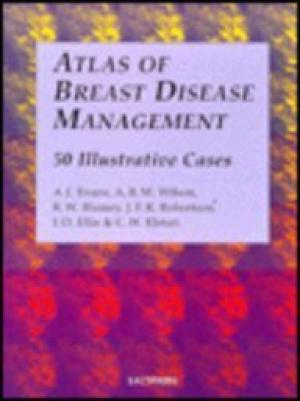 ATLAS OF
BREAST DISEASE
MANAGEMENT
50 Illustrative Cases
A.J. Evans, A.R.M. Wilson,
R.W. Blamey, J.F.R. Robertson,
I.O. Ellis & C.W. Elston